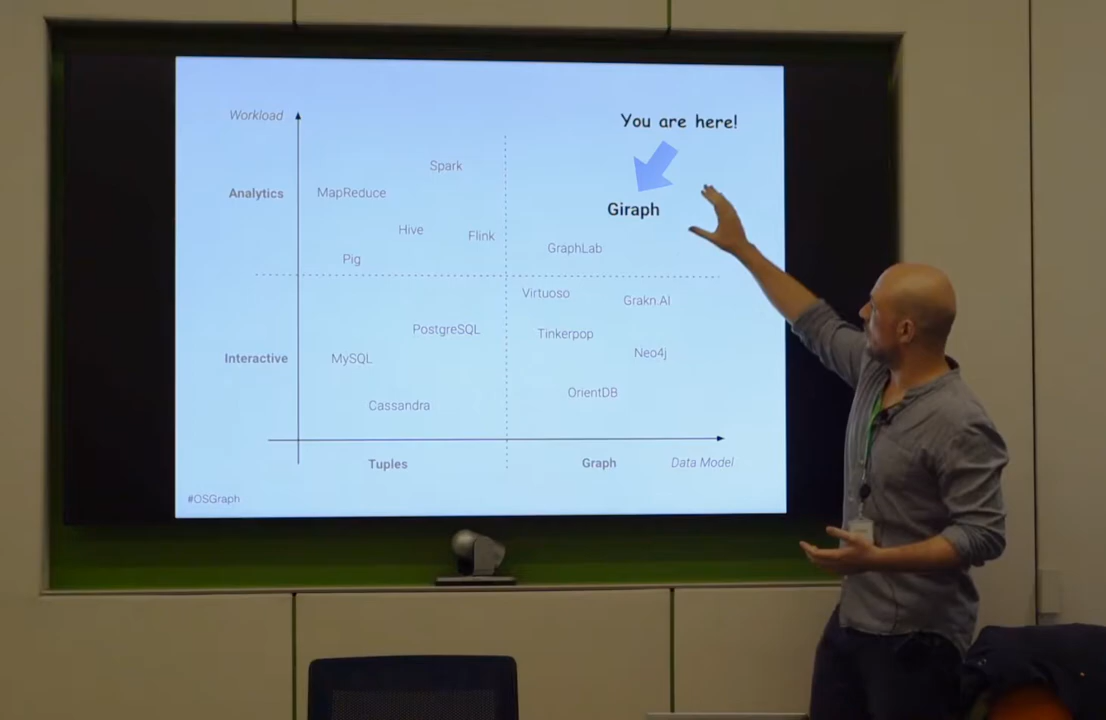 Workload
You are here!
Spark
Analytics
MapReduce
Giraph
Hive
Flink
GraphLab
Pig
Virtuoso
Grakn.AI
PostgreSQL
Tinkerpop
Interactive
MySQL
Neo4j
OrientDB
Cassandra
Tuples
Graph
Data Model
#OSGraph